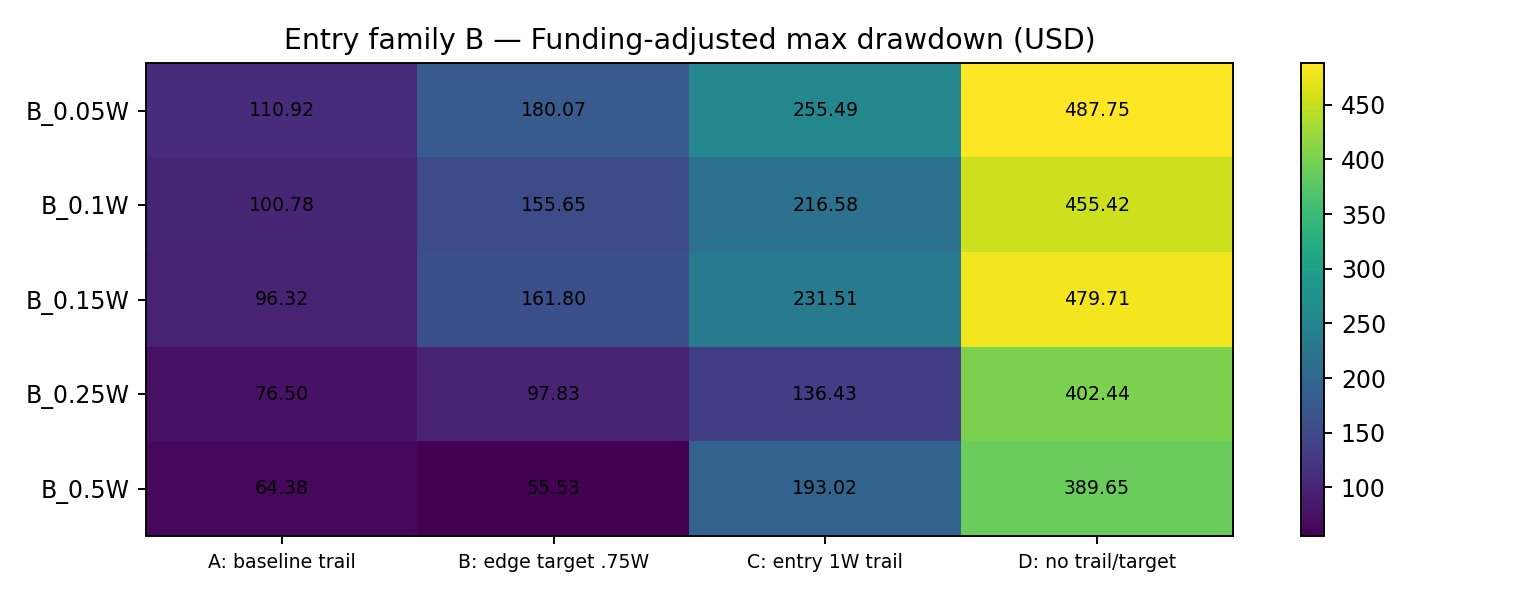 Entry family B — Funding-adjusted max drawdown (USD)
B_0.05W 110.92 180.07 255.49 487.75
B_0.1W 100.78 155.65 216.58 455.42
B_0.15W 96.32 161.80 231.51 479.71
B_0.25W 76.50 97.83 136.43 402.44
B_0.5W 64.38 55.53 193.02 389.65
A: baseline trail B: edge target .75W C: entry 1W trail D: no trail/target
450
400
350
300
250
200
150
100